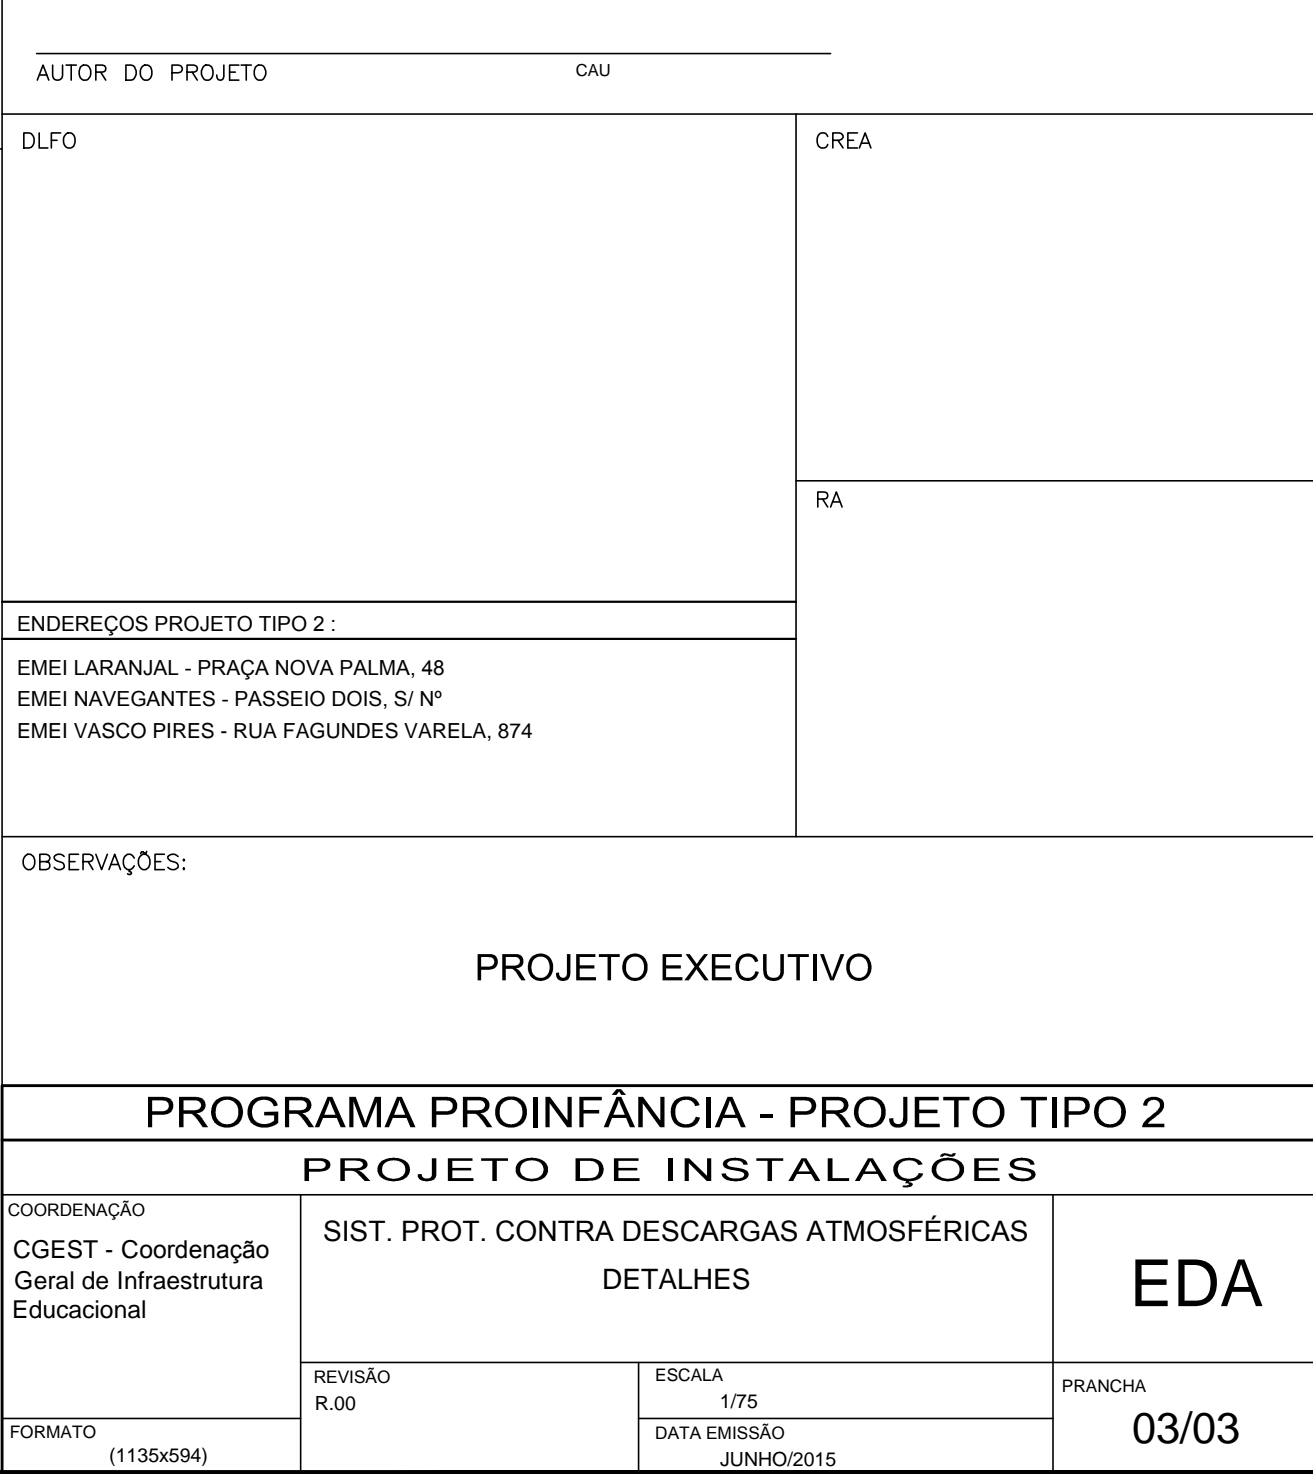 AUTOR DO PROJETO CAU
DLFO
CREA
RA
ENDEREÇOS PROJETO TIPO 2 :
EMEI LARANJAL - PRAÇA NOVA PALMA, 48
EMEI NAVEGANTES - PASSEIO DOIS, S/ Nº
EMEI VASCO PIRES - RUA FAGUNDES VARELA, 874
OBSERVAÇÕES:
PROJETO EXECUTIVO
PROGRAMA PROINFÂNCIA - PROJETO TIPO 2
PROJETO DE INSTALAÇÕES
COORDENAÇÃO
CGEST - Coordenação
Geral de Infraestrutura
Educacional
SIST. PROT. CONTRA DESCARGAS ATMOSFÉRICAS
DETALHES
EDA
REVISÃO
R.00
ESCALA
1/75
PRANCHA
03/03
FORMATO
(1135x594)
DATA EMISSÃO
JUNHO/2015